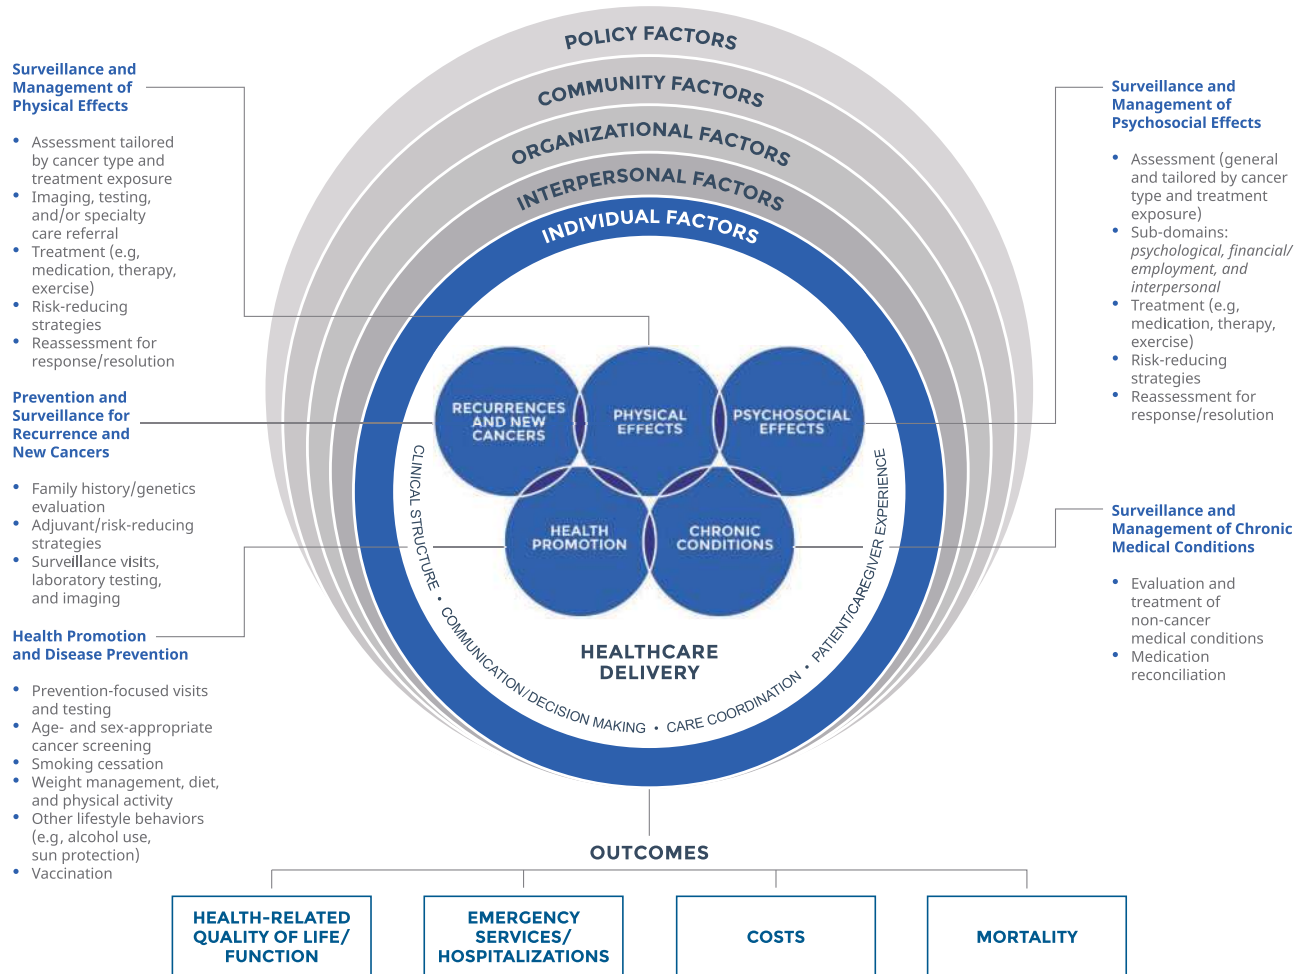 POLICY FACTORS
COMMUNITY FACTORS
ORGANIZATIONAL FACTORS
INTERPERSONAL FACTORS
INDIVIDUAL FACTORS
Surveillance and
Management of
Physical Effects
• Assessment tailored
by cancer type and
treatment exposure
• Imaging, testing,
and/or specialty
care referral
• Treatment (e.g,
medication, therapy,
exercise)
• Risk-reducing
strategies
• Reassessment for
response/resolution
Prevention and
Surveillance for
Recurrence and
New Cancers
• Family history/genetics
evaluation
• Adjuvant/risk-reducing
strategies
• Surveillance visits,
laboratory testing,
and imaging
Health Promotion
and Disease Prevention
• Prevention-focused visits
and testing
• Age- and sex-appropriate
cancer screening
• Smoking cessation
• Weight management, diet,
and physical activity
• Other lifestyle behaviors
(e.g, alcohol use,
sun protection)
• Vaccination
RECURRENCES
AND NEW
CANCERS
PHYSICAL
EFFECTS
PSYCHOSOCIAL
EFFECTS
HEALTH
PROMOTION
CHRONIC
CONDITIONS
HEALTHCARE
DELIVERY
CLINICAL STRUCTURE • COMMUNICATION/DECISION MAKING • CARE COORDINATION • PATIENT/CAREGIVER EXPERIENCE
Surveillance and
Management of
Psychosocial Effects
• Assessment (general
and tailored by cancer
type and treatment
exposure)
• Sub-domains:
psychological, financial/
employment, and
interpersonal
• Treatment (e.g,
medication, therapy,
exercise)
• Risk-reducing
strategies
• Reassessment for
response/resolution
Surveillance and
Management of Chronic
Medical Conditions
• Evaluation and
treatment of
non-cancer
medical conditions
• Medication
reconciliation
OUTCOMES
HEALTH-RELATED
QUALITY OF LIFE/
FUNCTION
EMERGENCY
SERVICES/
HOSPITALIZATIONS
COSTS
MORTALITY